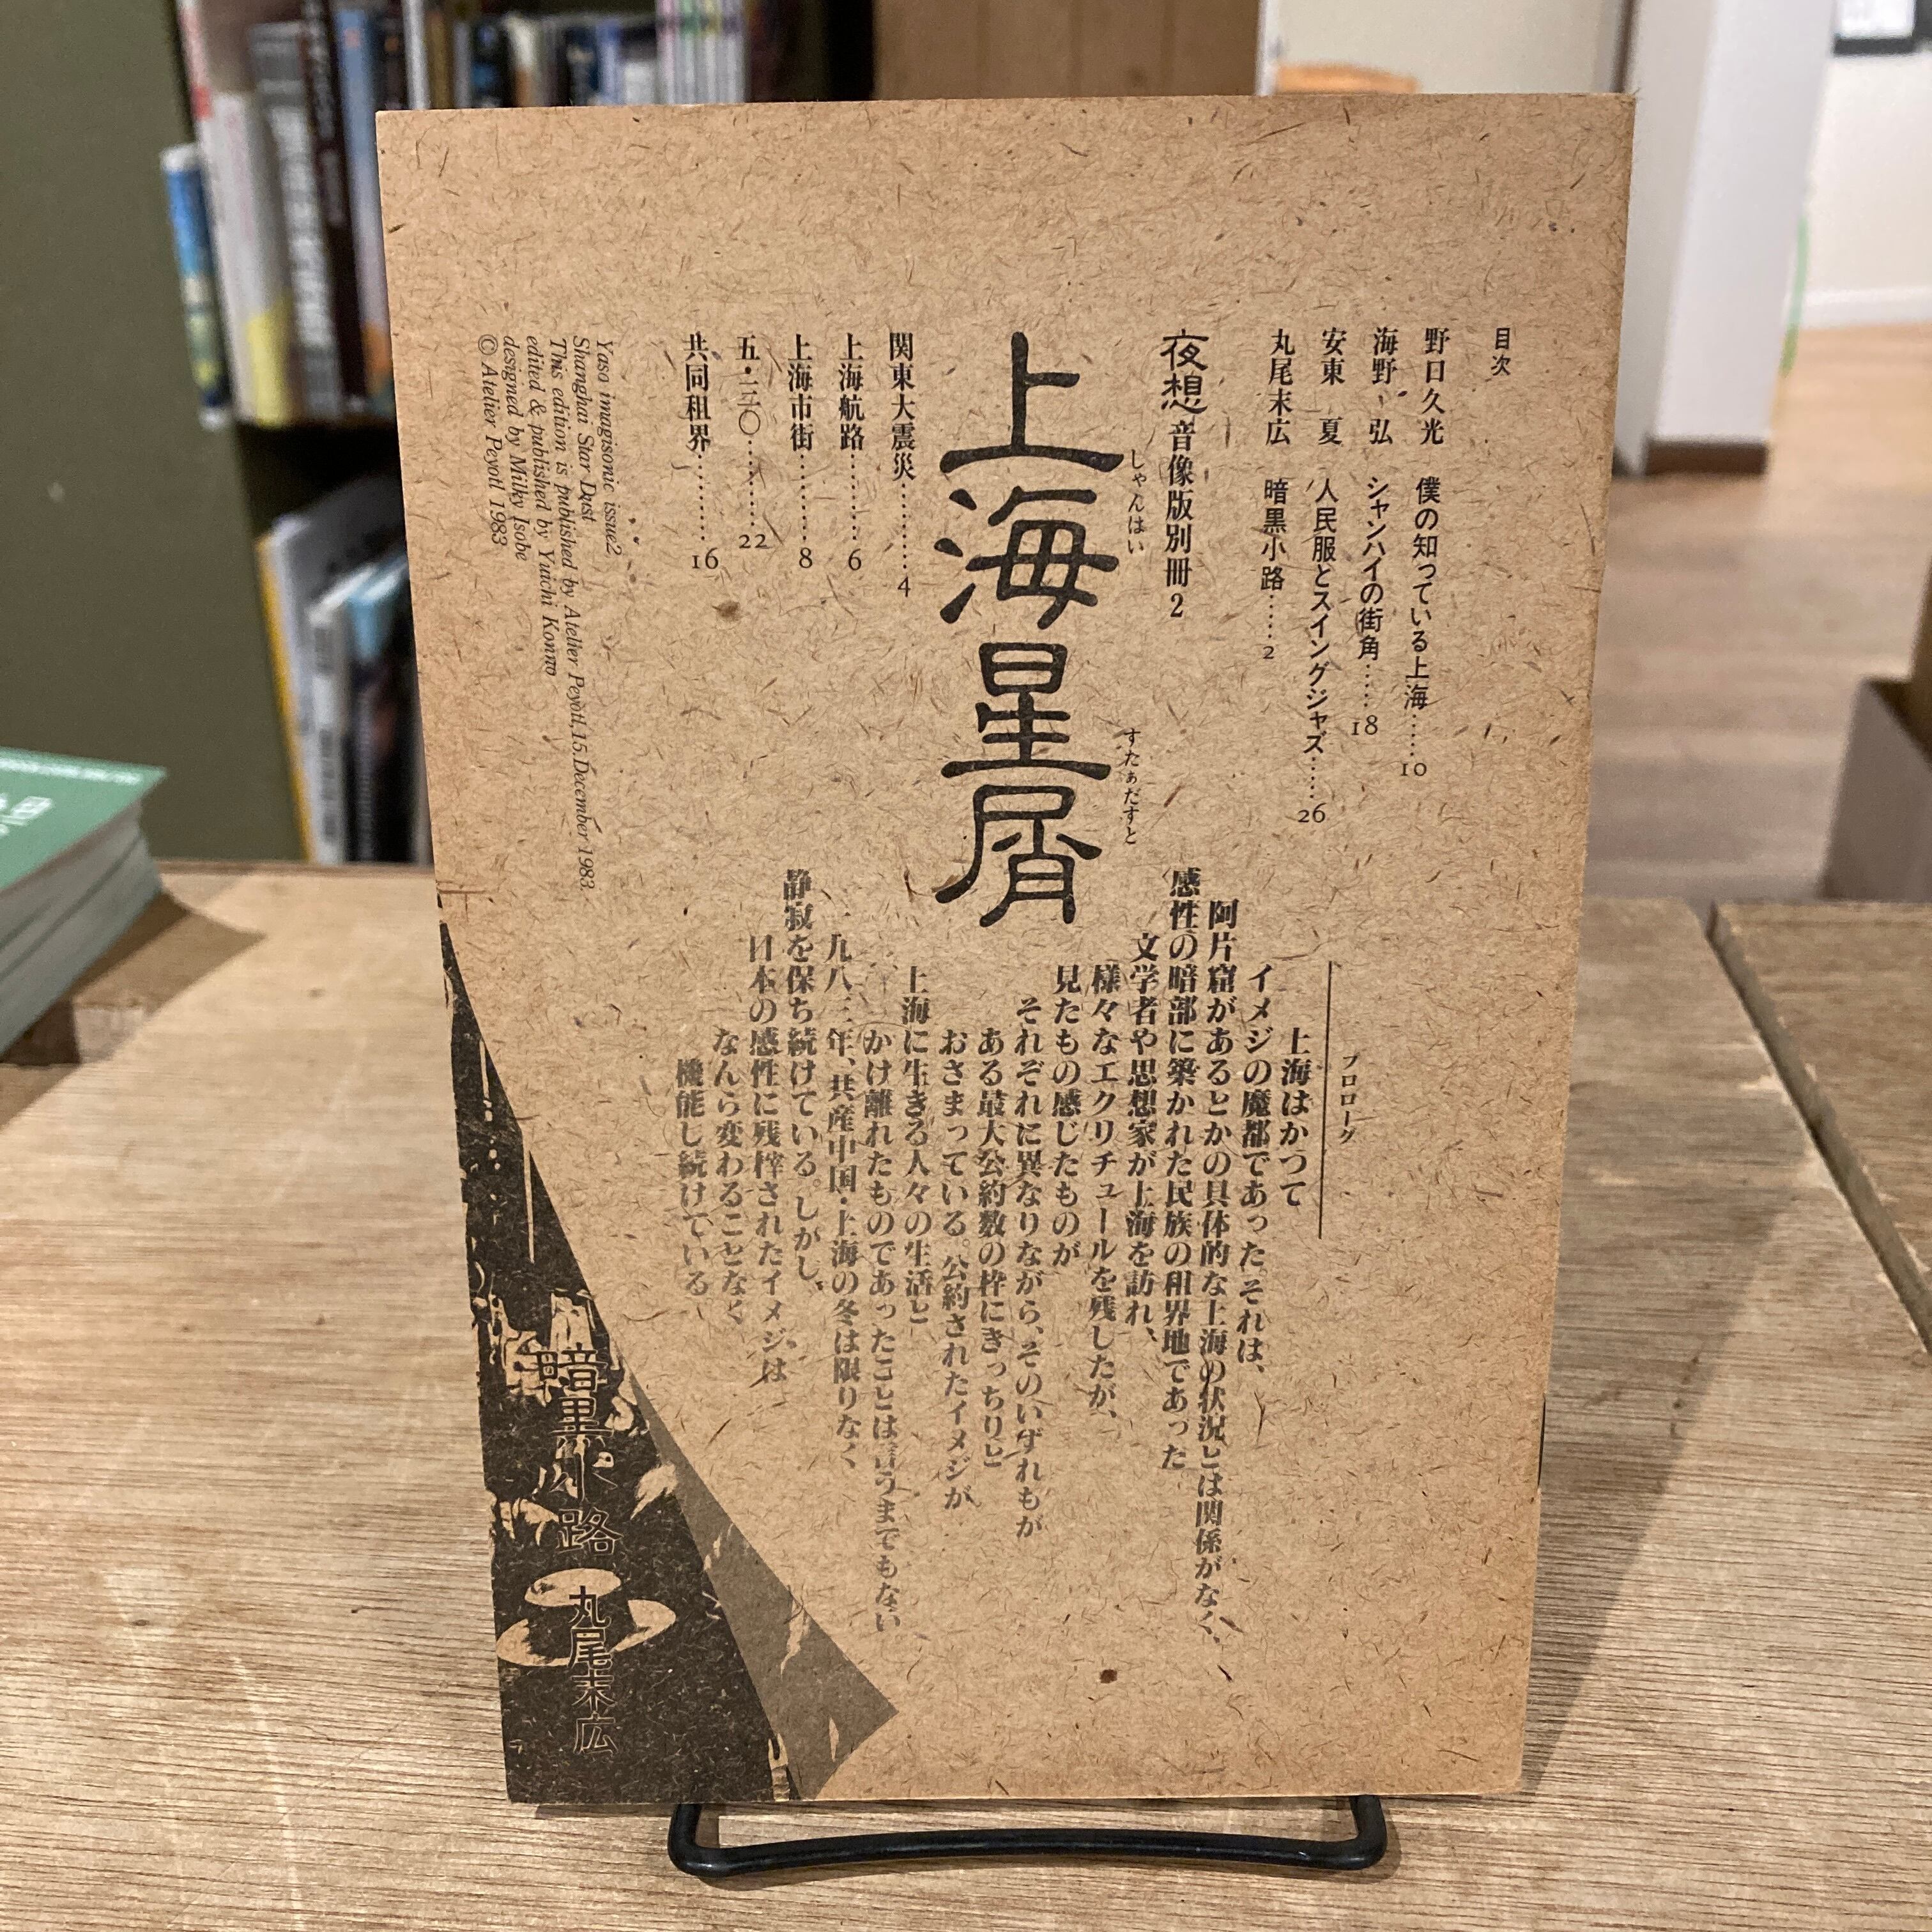 目次
野口久光　僕の知っている上海……10
海野　弘　シャンハイの街角……18
安東　夏　人民服とスイングジャズ……26
丸尾末広　暗黒小路……2
夜想音像版別冊2
しゃんはい　すたぁだすと
上海星屑
関東大震災………4
上海航路………6
上海市街………8
五・三〇………22
共同租界………16
Yaso imagisonic issue2
Shanghai Star Dust
This edition is published by Atelier Peyotl,15.December 1983.
edited & published by Yuichi Konno
designed by Milky Isobe
© Atelier Peyotl 1983
プロローグ
上海はかつて
イメジの魔都であった。それは、
阿片窟があるとかの具体的な上海の状況とは関係がなく、
感性の暗部に築かれた民族の租界地であった
文学者や思想家が上海を訪れ、
様々なエクリチュールを残したが、
見たもの感じたものが
それぞれに異なりながら、そのいずれもが
ある最大公約数の枠にきっちりと
おさまっている。公約されたイメジが
上海に生きる人々の生活と
かけ離れたものであったことは言うまでもない
一九八三年、共産中国・上海の冬は限りなく
静寂を保ち続けている。しかし、
日本の感性に残滓されたイメジは
なんら変わることなく
機能し続けている
暗黒小路　丸尾末広